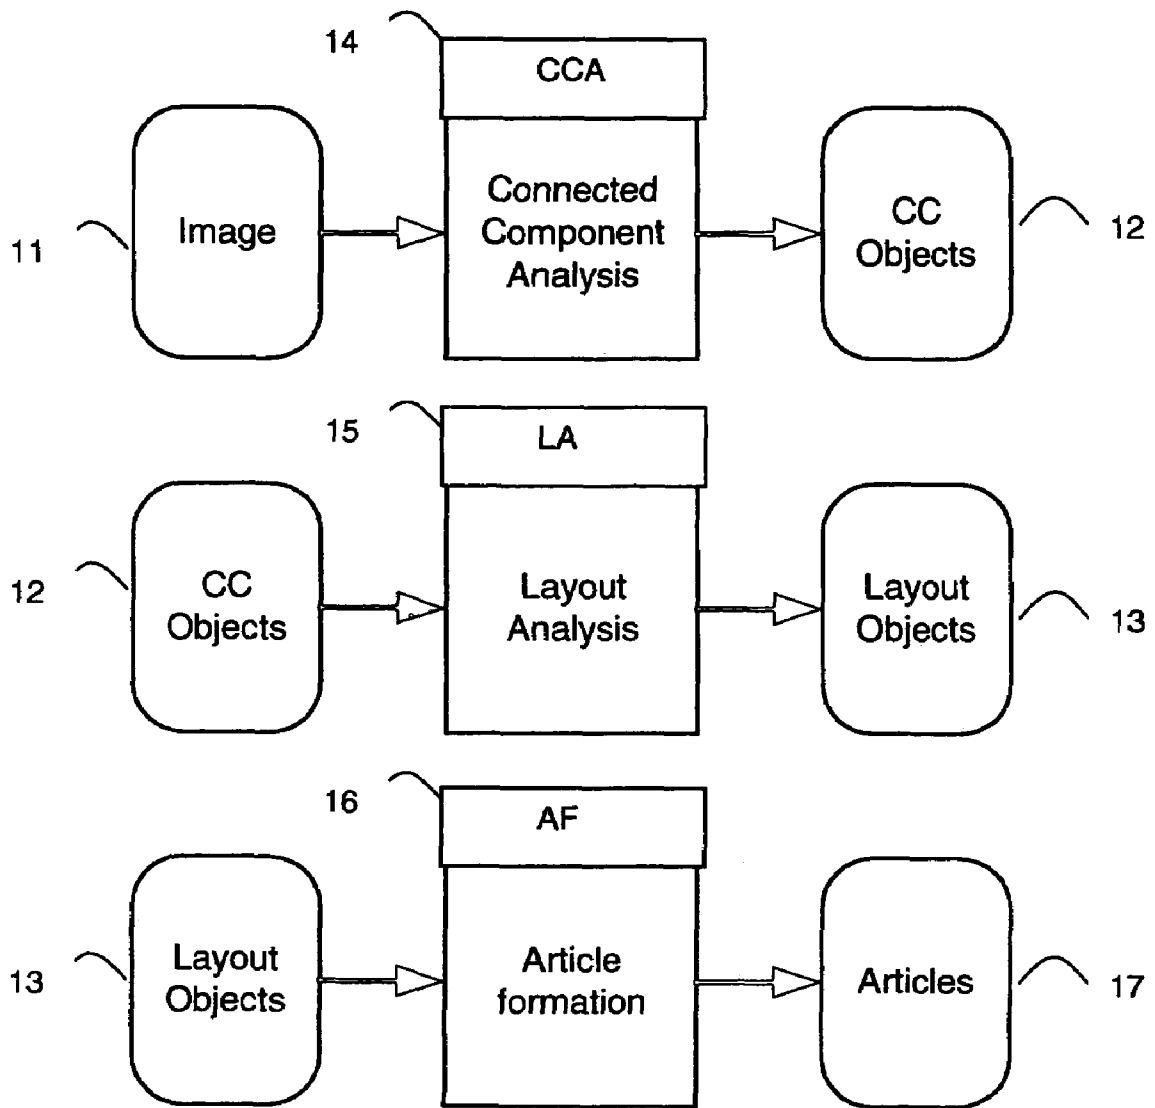 14
CCA
11
Image
Connected
Component
Analysis
CC
Objects
12
15
LA
12
CC
Objects
Layout
Analysis
Layout
Objects
13
16
AF
13
Layout
Objects
Article
formation
Articles
17